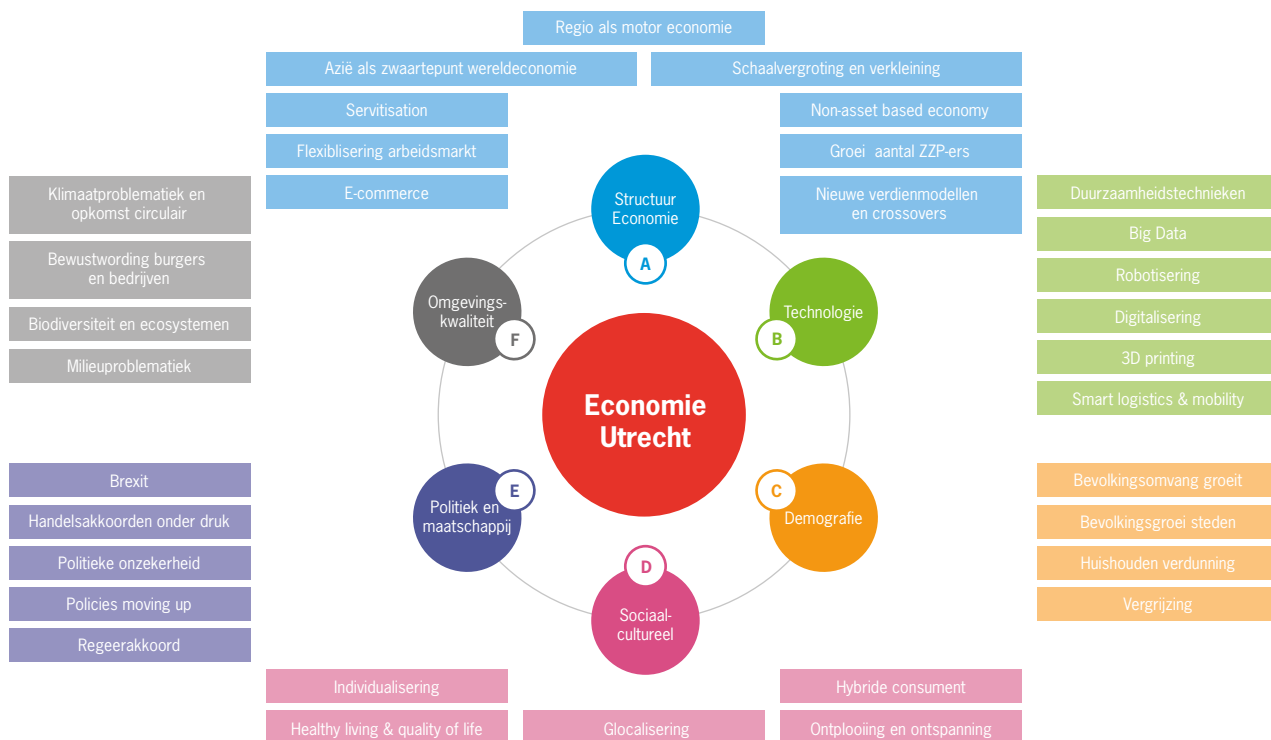 Regio als motor economie
Azië als zwaartepunt wereldeconomie
Schaalvergroting en verkleining
Servitisation
Non-asset based economy
Flexiblisering arbeidsmarkt
Groei aantal ZZP-ers
E-commerce
Nieuwe verdienmodellen
en crossovers
Structuur
Economie
A
Klimaatproblematiek en
opkomst circulair
Bewustwording burgers
en bedrijven
Biodiversiteit en ecosystemen
Milieuproblematiek
Omgevings-
kwaliteit
F
Technologie
B
Duurzaamheidstechnieken
Big Data
Robotisering
Digitalisering
3D printing
Smart logistics & mobility
Economie
Utrecht
Brexit
Handelsakkoorden onder druk
Politieke onzekerheid
Policies moving up
Regeerakkoord
E
Politiek en
maatschappij
C
Demografie
Bevolkingsomvang groeit
Bevolkingsgroei steden
Huishouden verdunning
Vergrijzing
D
Sociaal-
cultureel
Individualisering
Hybride consument
Healthy living & quality of life
Glocalisering
Ontplooiing en ontspanning